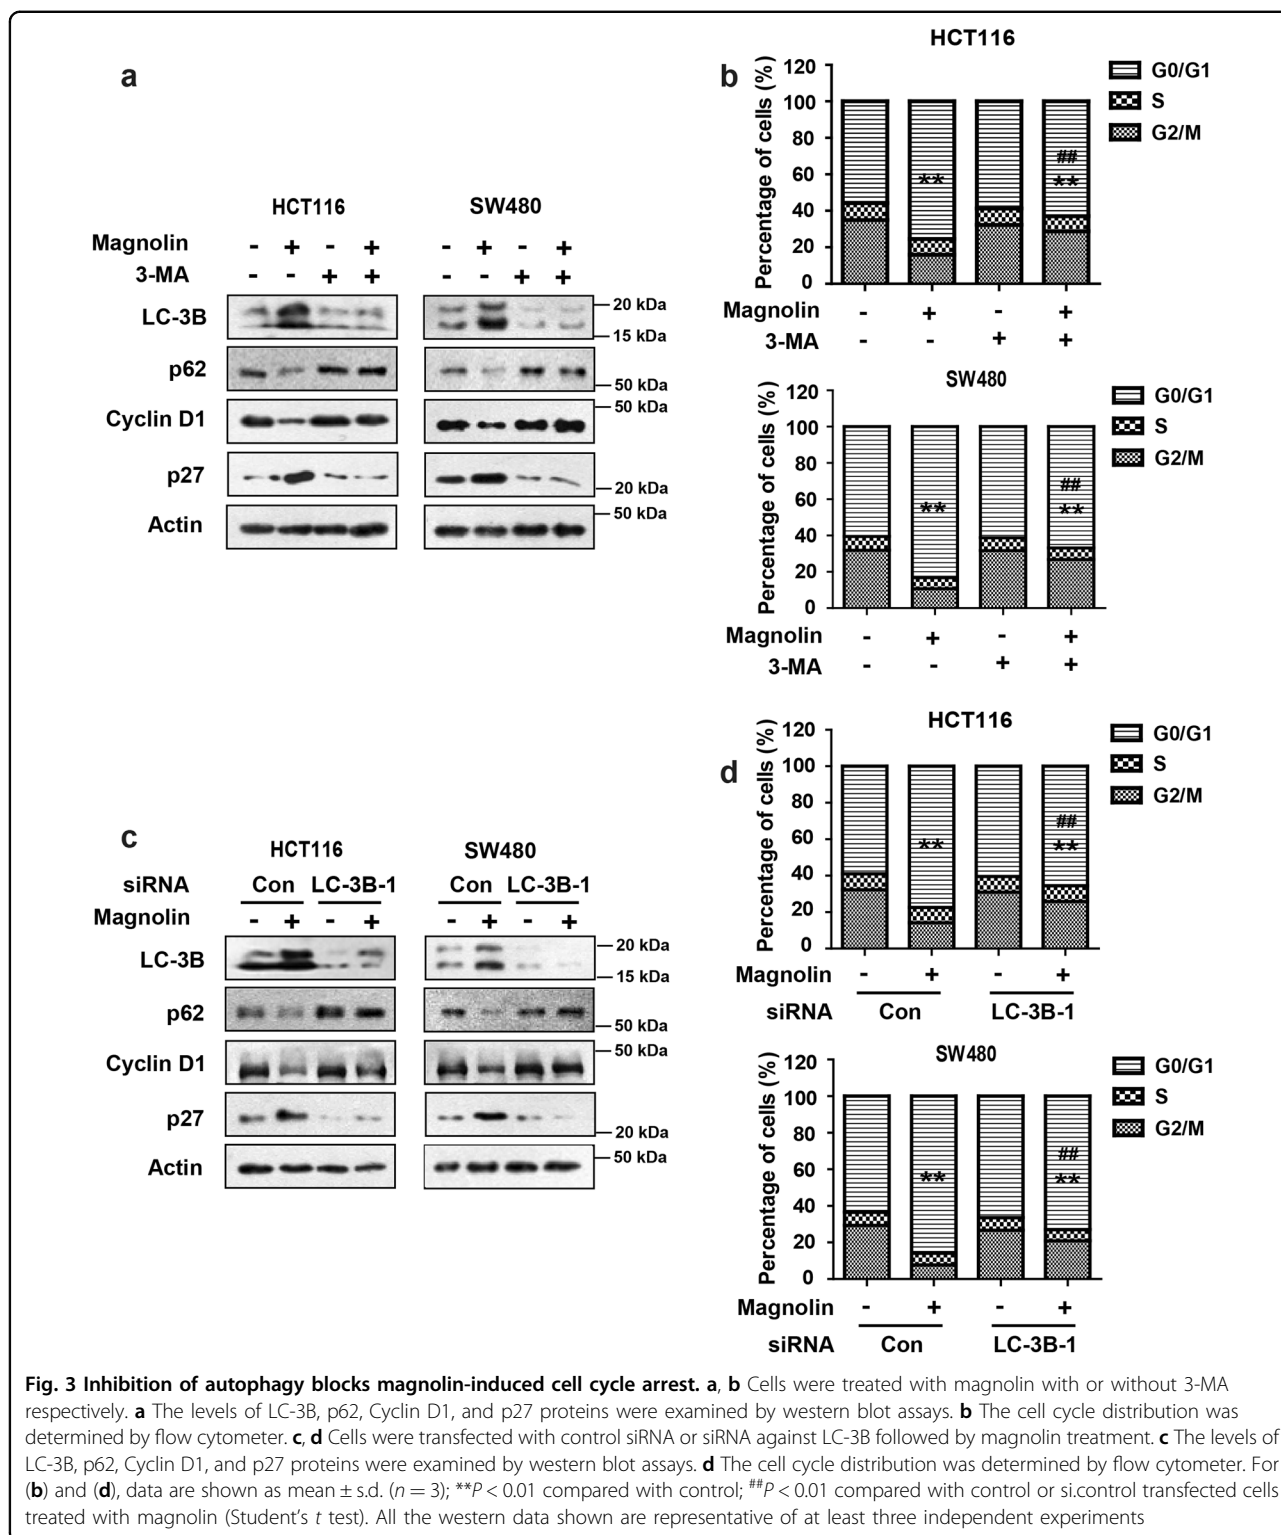 a
HCT116 SW480
Magnolin - + - + - + - +
3-MA - - + + - - + +
LC-3B
20 kDa
15 kDa
p62
50 kDa
Cyclin D1
50 kDa
p27
20 kDa
Actin
50 kDa
b
HCT116
Percentage of cells (%)
120
100
80
60
40
20
0
**
##
**
G0/G1
S
G2/M
Magnolin - + - +
3-MA - - + +
SW480
Percentage of cells (%)
120
100
80
60
40
20
0
**
##
**
G0/G1
S
G2/M
Magnolin - + - +
3-MA - - + +
c
HCT116 SW480
siRNA Con LC-3B-1 Con LC-3B-1
Magnolin - + - + - + - +
LC-3B
20 kDa
15 kDa
p62
50 kDa
Cyclin D1
50 kDa
p27
20 kDa
Actin
50 kDa
d
HCT116
Percentage of cells (%)
120
100
80
60
40
20
0
**
##
**
G0/G1
S
G2/M
Magnolin - + - +
siRNA Con LC-3B-1
SW480
Percentage of cells (%)
120
100
80
60
40
20
0
**
##
**
G0/G1
S
G2/M
Magnolin - + - +
siRNA Con LC-3B-1
Fig. 3 Inhibition of autophagy blocks magnolin-induced cell cycle arrest. a, b Cells were treated with magnolin with or without 3-MA
respectively. a The levels of LC-3B, p62, Cyclin D1, and p27 proteins were examined by western blot assays. b The cell cycle distribution was
determined by flow cytometer. c, d Cells were transfected with control siRNA or siRNA against LC-3B followed by magnolin treatment. c The levels of
LC-3B, p62, Cyclin D1, and p27 proteins were examined by western blot assays. d The cell cycle distribution was determined by flow cytometer. For
(b) and (d), data are shown as mean ± s.d. (n = 3); **P < 0.01 compared with control; ##P < 0.01 compared with control or si.control transfected cells
treated with magnolin (Student's t test). All the western data shown are representative of at least three independent experiments